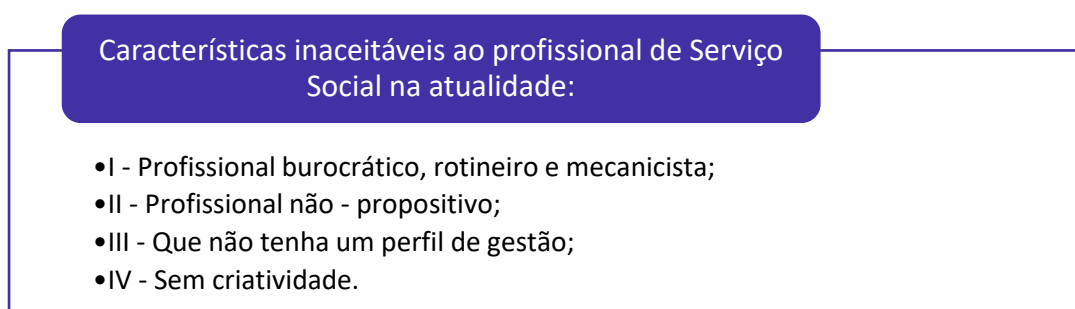 Características inaceitáveis ao profissional de Serviço
Social na atualidade:
•I - Profissional burocrático, rotineiro e mecanicista;
•II - Profissional não - propositivo;
•III - Que não tenha um perfil de gestão;
•IV - Sem criatividade.